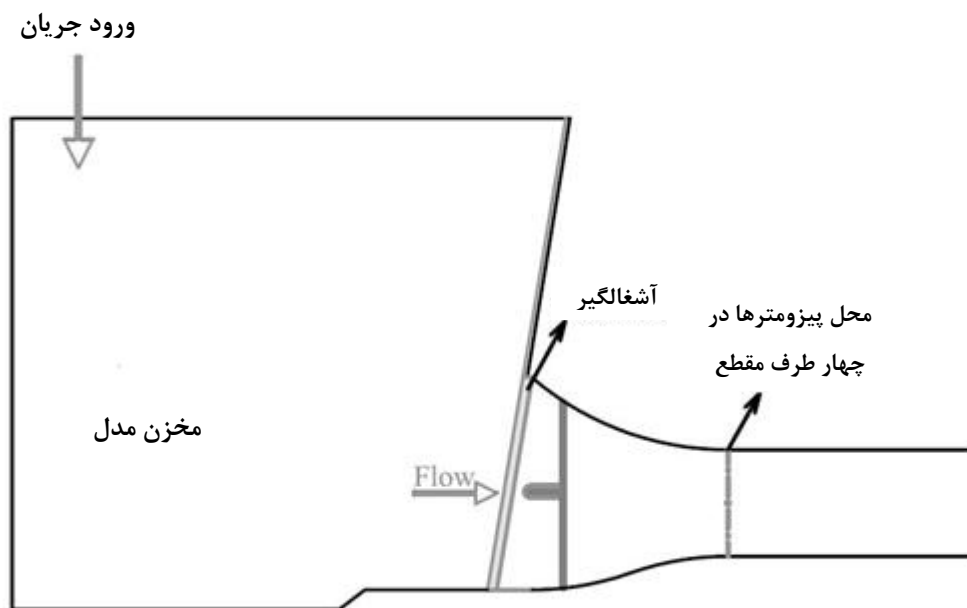 ورود جریان
آشغالگیر
محل پیزومترها در
چهار طرف مقطع
مخزن مدل
Flow